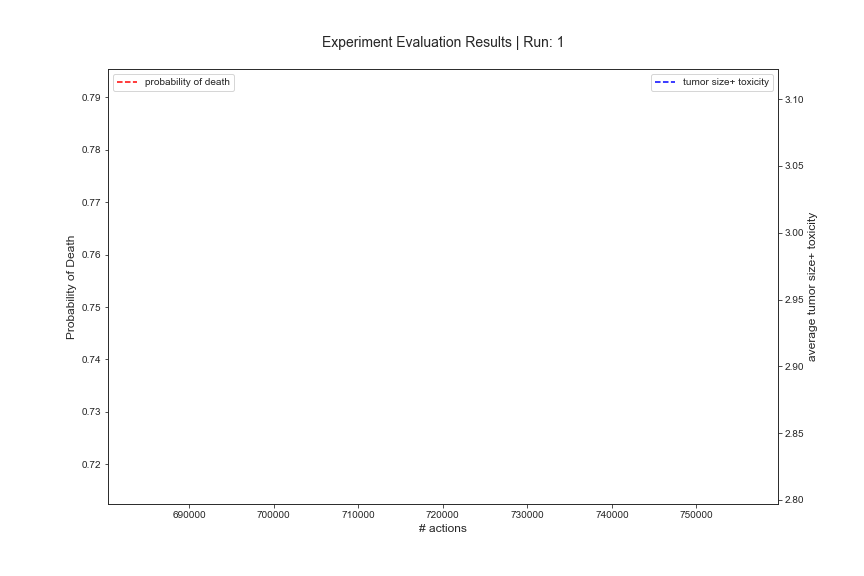 Experiment Evaluation Results | Run: 1
probability of death
tumor size+ toxicity
0.79
0.78
0.77
0.76
0.75
0.74
0.73
0.72
Probability of Death
3.10
3.05
3.00
2.95
2.90
2.85
2.80
average tumor size+ toxicity
690000 700000 710000 720000 730000 740000 750000
# actions